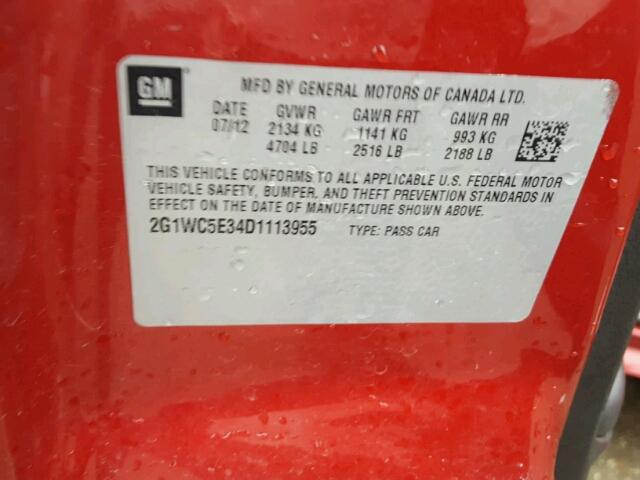 GM
MFD BY GENERAL MOTORS OF CANADA LTD.
DATE GVWR GAWR FRT GAWR RR
07/12 2134 KG 1141 KG 993 KG
4704 LB 2516 LB 2188 LB
THIS VEHICLE CONFORMS TO ALL APPLICABLE U.S. FEDERAL MOTOR
VEHICLE SAFETY, BUMPER, AND THEFT PREVENTION STANDARDS IN
EFFECT ON THE DATE OF MANUFACTURE SHOWN ABOVE.
2G1WC5E34D1113955 TYPE: PASS CAR